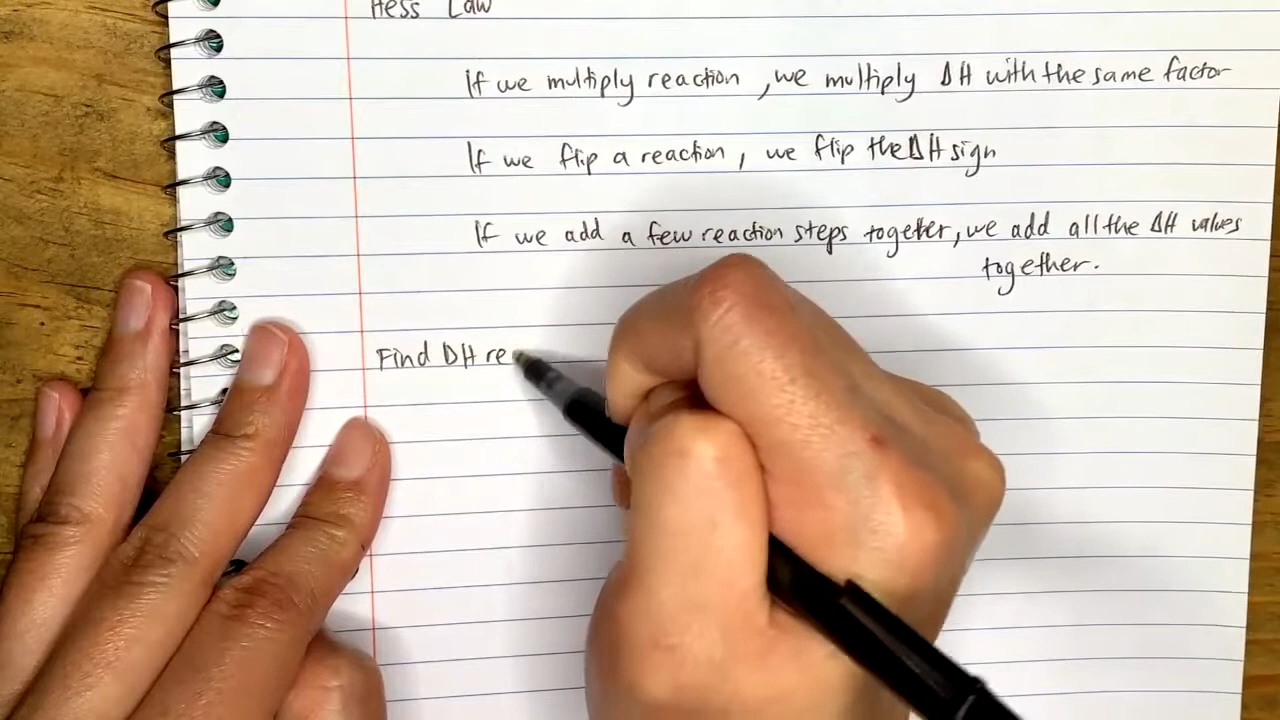 Hess Law
If we multiply reaction, we multiply ΔH with the same factor
If we flip a reaction, we flip the ΔH sign
If we add a few reaction steps together, we add all the ΔH values
together.
Find ΔH re